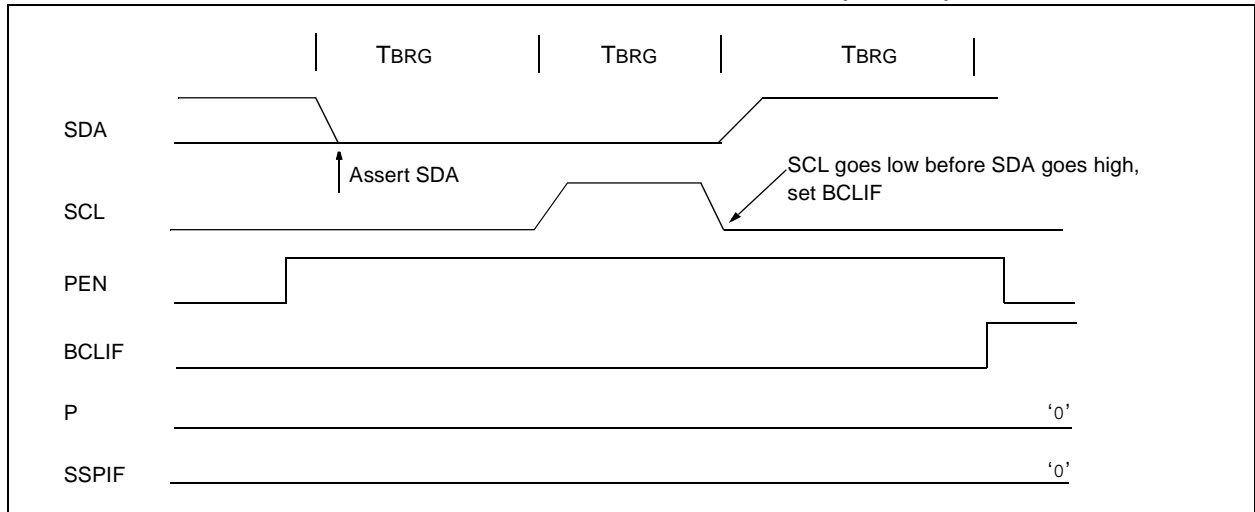 TBRG TBRG TBRG
SDA
Assert SDA
SCL goes low before SDA goes high,
set BCLIF
SCL
PEN
BCLIF
P
‘0’
SSPIF
‘0’